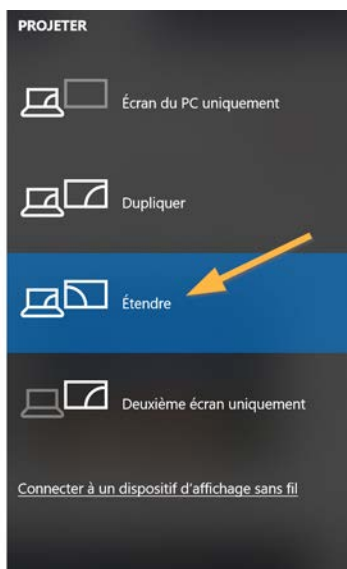 PROJETER
Écran du PC uniquement
Dupliquer
Étendre
Deuxième écran uniquement
Connecter à un dispositif d'affichage sans fil